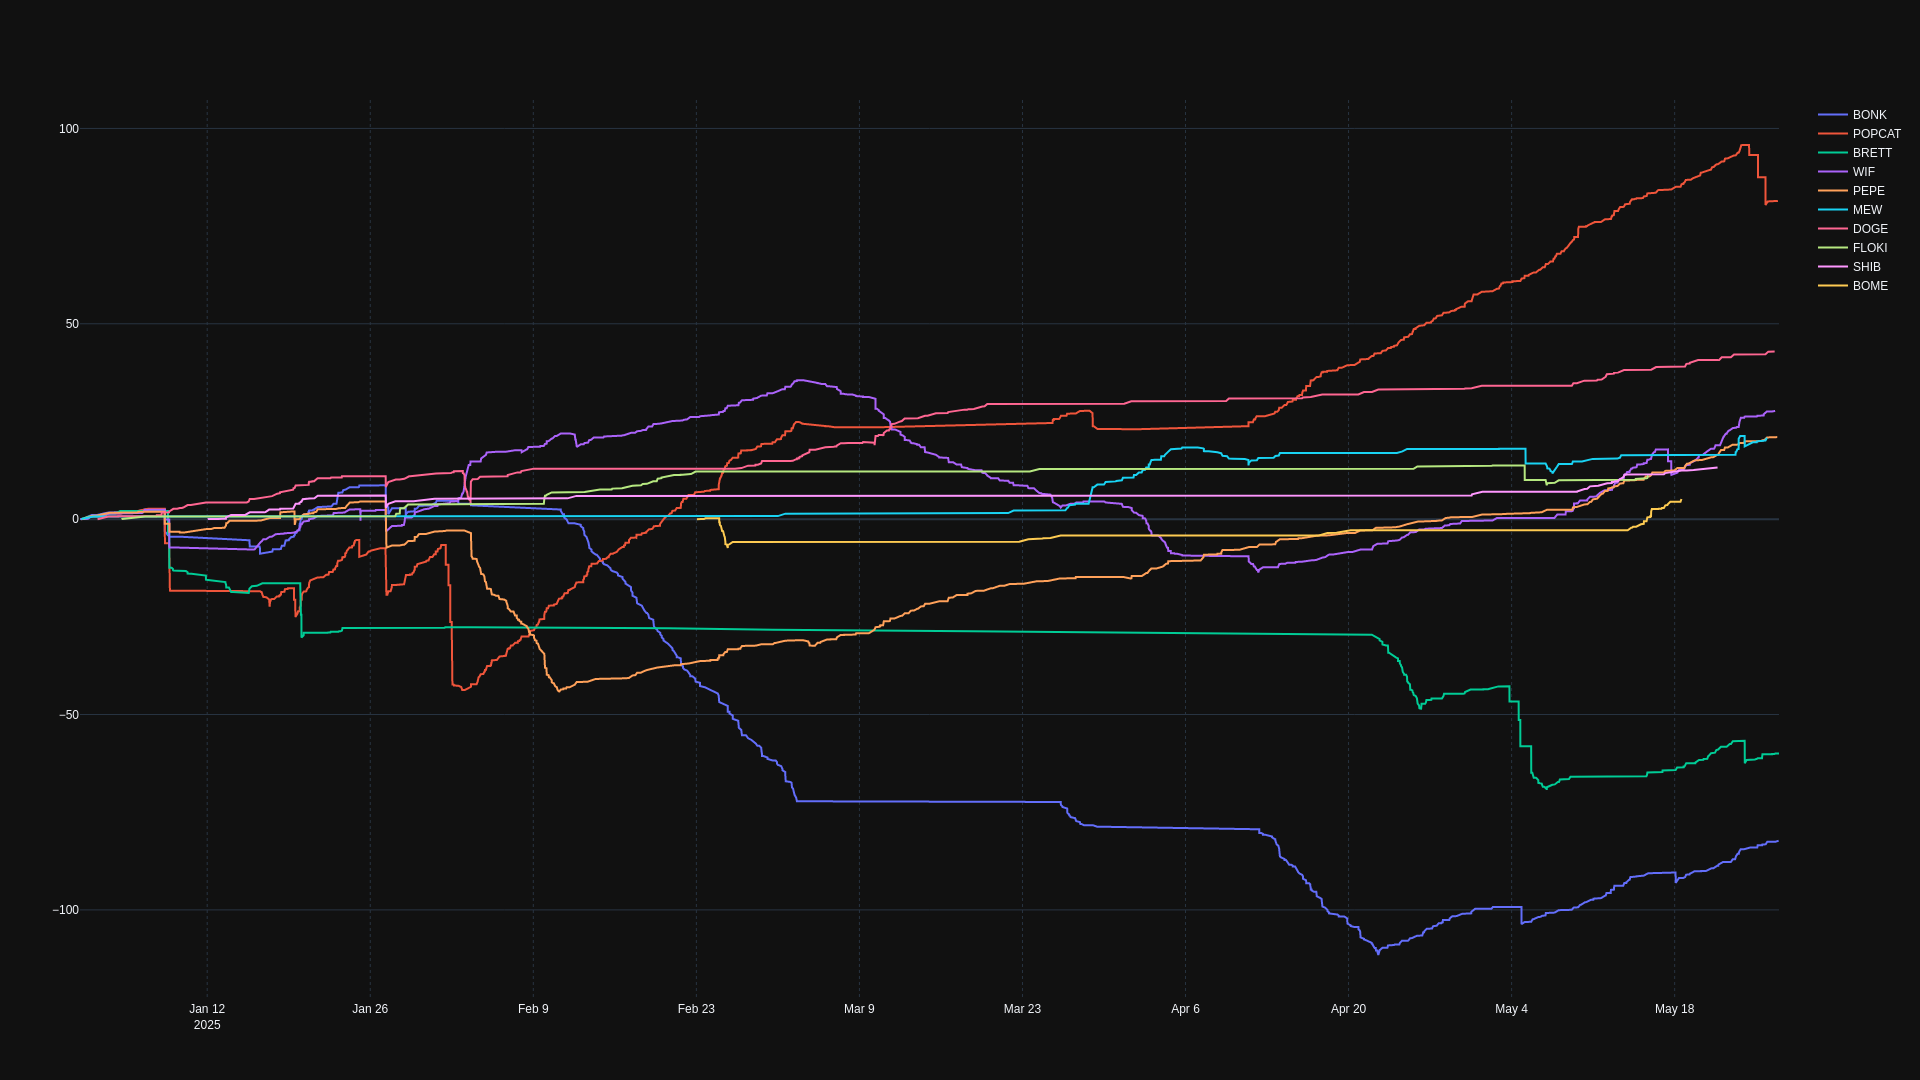 100
50
0
−50
−100
Jan 12
2025
Jan 26
Feb 9
Feb 23
Mar 9
Mar 23
Apr 6
Apr 20
May 4
May 18
BONK
POPCAT
BRETT
WIF
PEPE
MEW
DOGE
FLOKI
SHIB
BOME